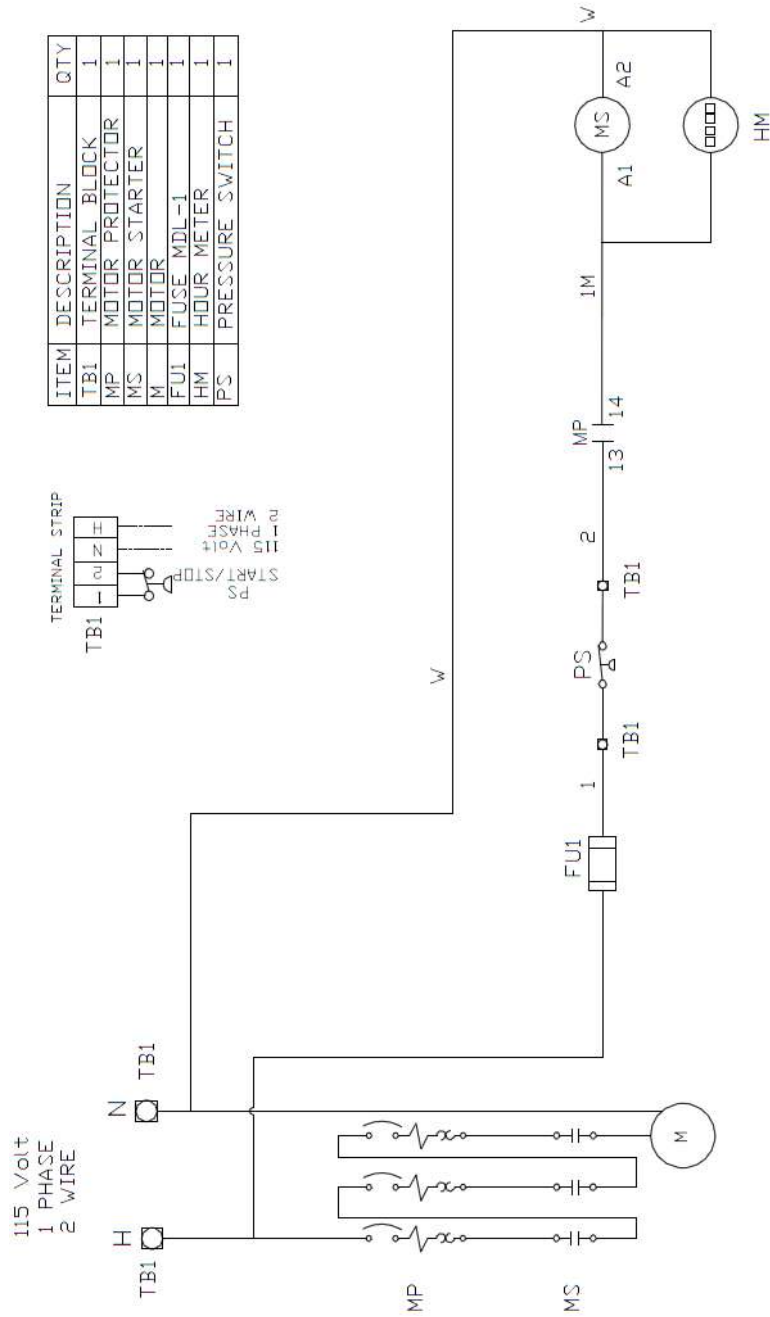 115 Volt
1 PHASE
2 WIRE
H
TB1
N
TB1
MP
MS
M
FU1
1
TB1
PS
TB1
2
MP
13
14
1M
A1
MS
A2
HM
W
W
TERMINAL STRIP
TB1
1
2
N
H
PS
START/STOP
115 Volt
1 PHASE
2 WIRE
ITEM DESCRIPTION QTY
TB1 TERMINAL BLOCK 1
MP MOTOR PROTECTOR 1
MS MOTOR STARTER 1
M MOTOR 1
FU1 FUSE MDL-1 1
HM HOUR METER 1
PS PRESSURE SWITCH 1